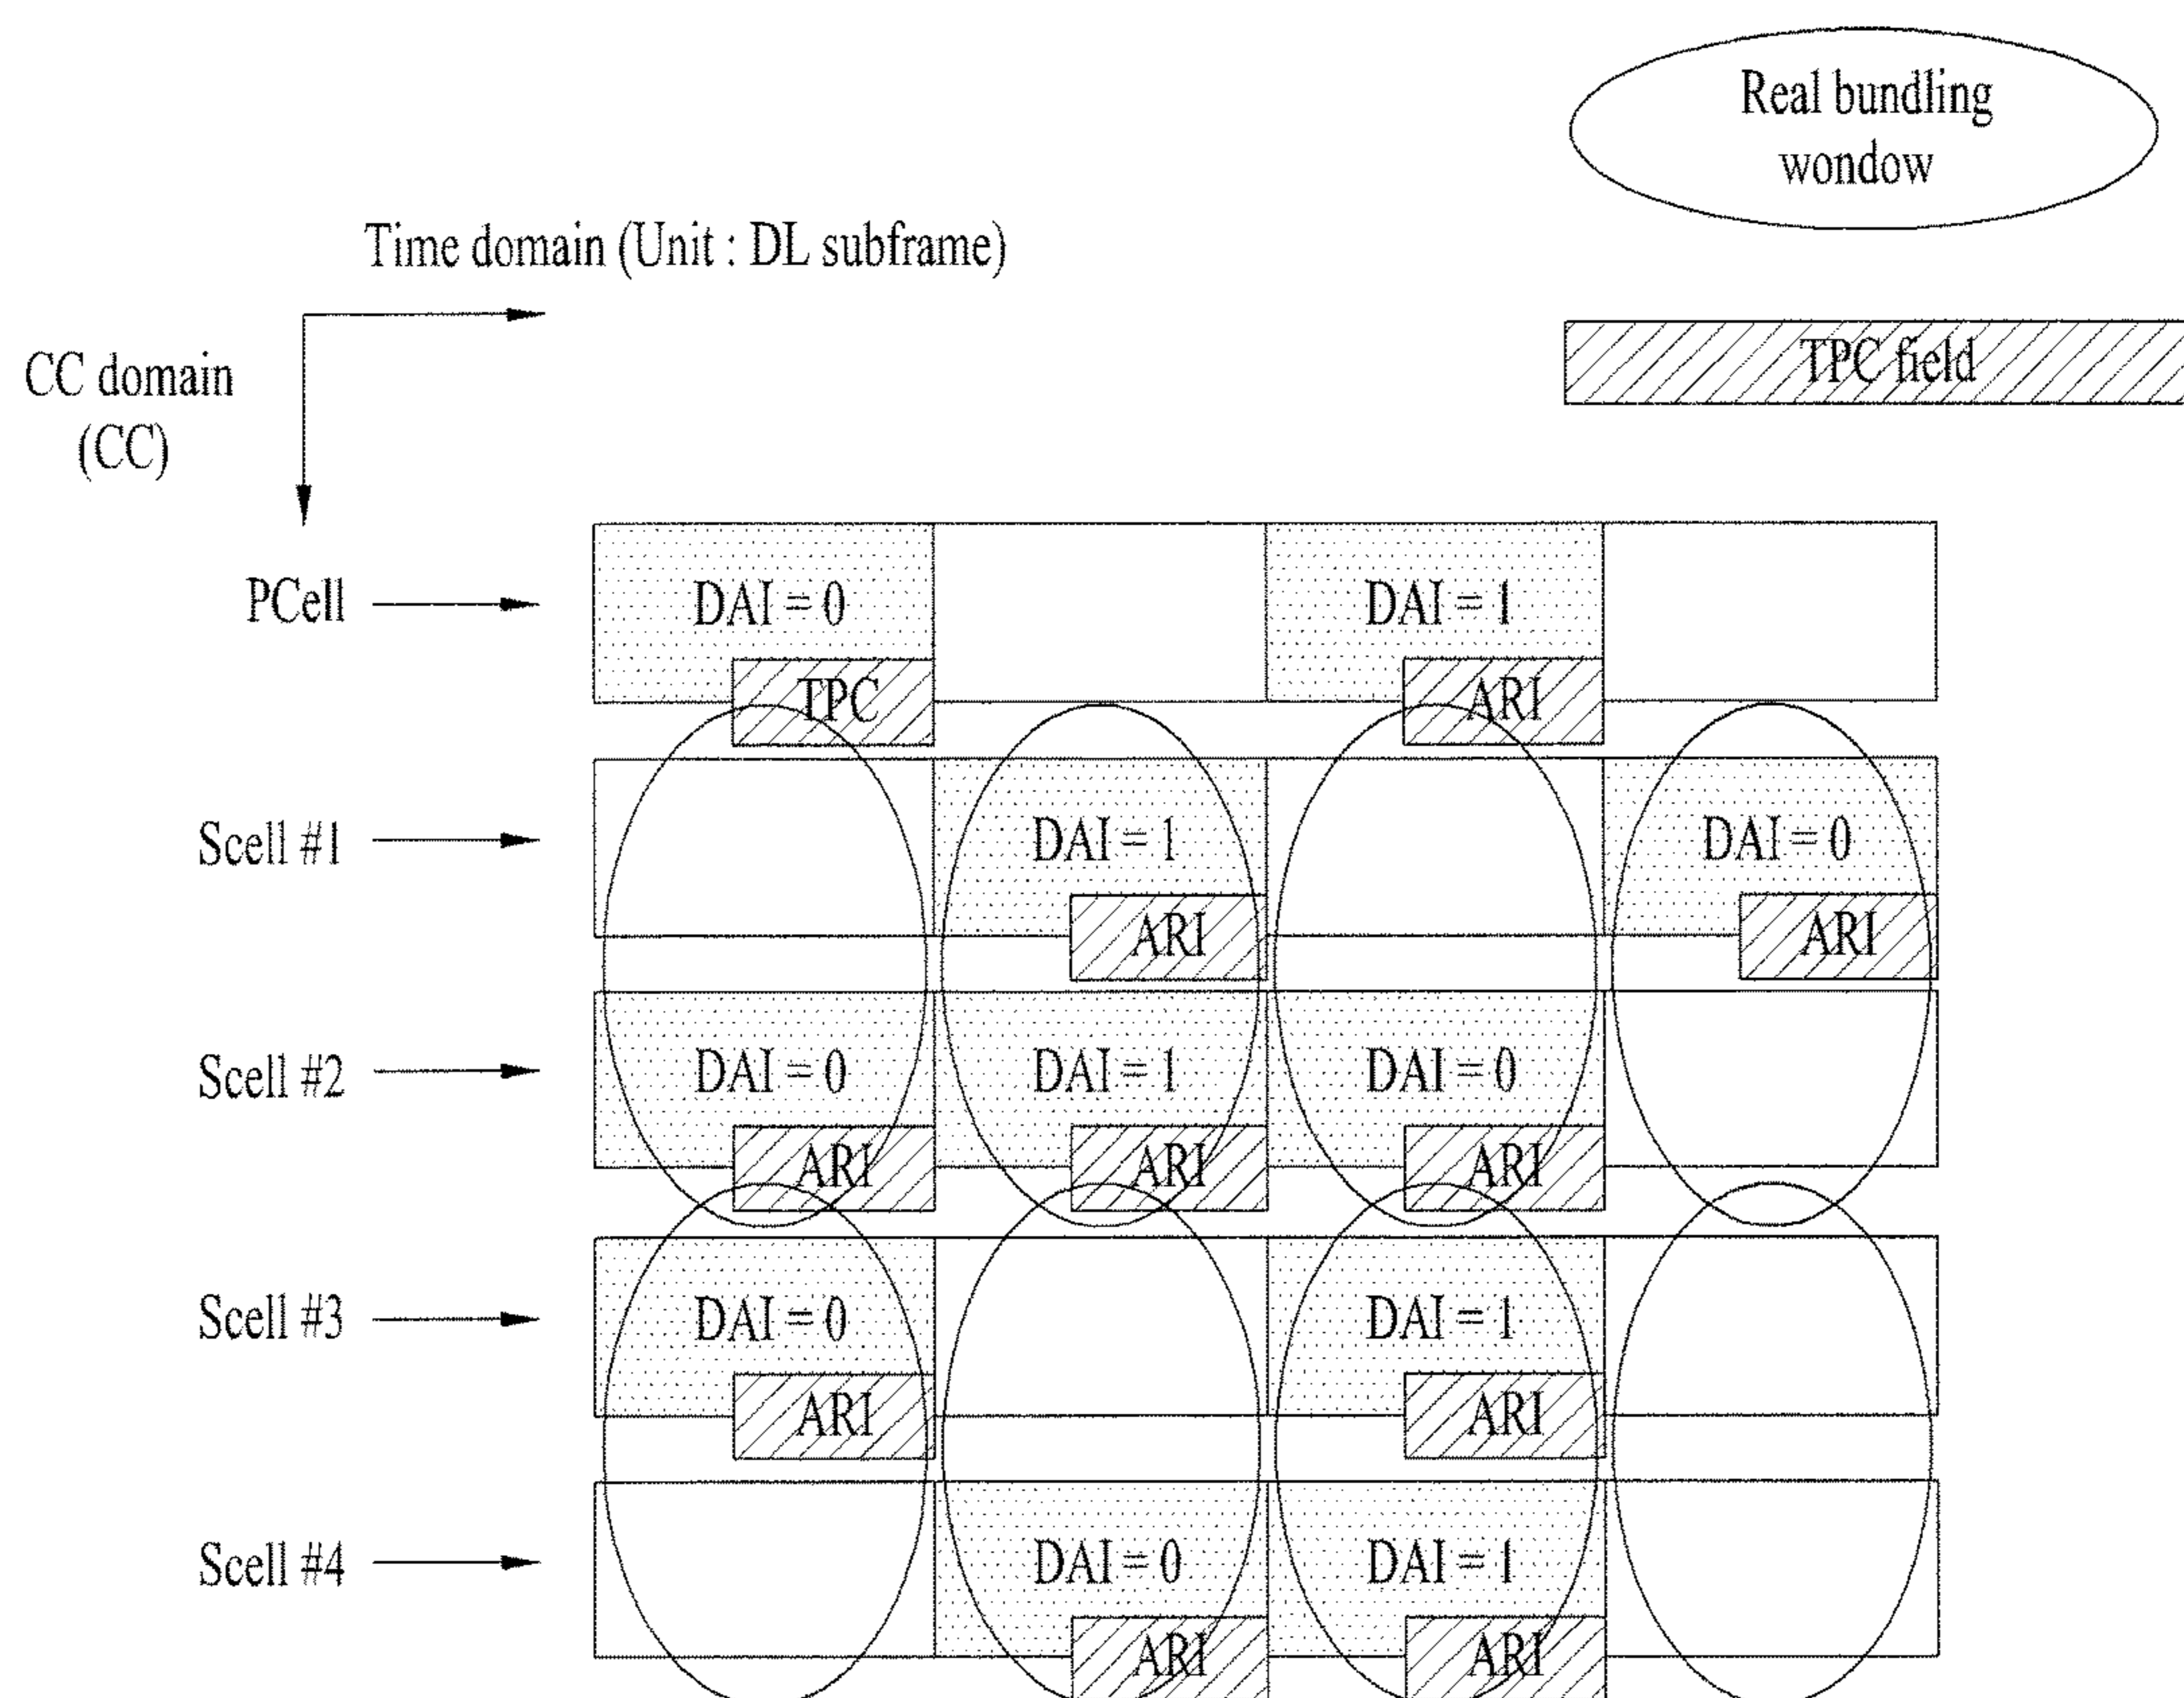 Real bundling
wondow
Time domain (Unit : DL subframe)
TPC field
CC domain
(CC)
PCell
DAI = 0
DAI = 1
TPC
ARI
Scell #1
DAI = 1
DAI = 0
ARI
ARI
Scell #2
DAI = 0
DAI = 1
DAI = 0
ARI
ARI
ARI
Scell #3
DAI = 0
DAI = 1
ARI
ARI
Scell #4
DAI = 0
DAI = 1
ARI
ARI